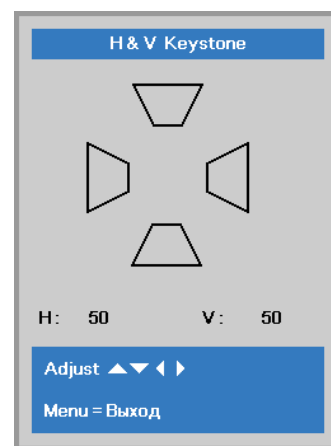 H & V Keystone
H: 50 V: 50
Adjust ▲▼◀ ▶
Menu = Выход